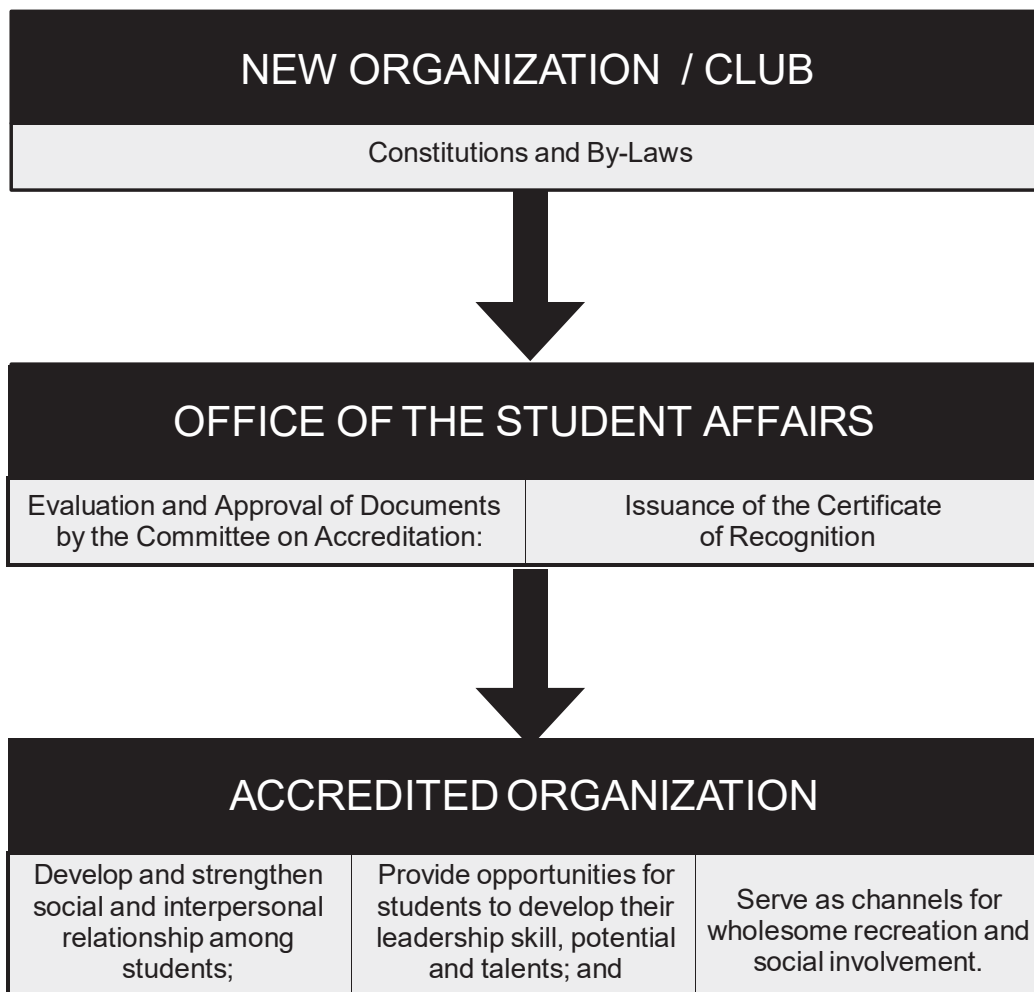 NEW ORGANIZATION / CLUB
Constitutions and By-Laws
OFFICE OF THE STUDENT AFFAIRS
Evaluation and Approval of Documents
by the Committee on Accreditation:
Issuance of the Certificate
of Recognition
ACCREDITED ORGANIZATION
Develop and strengthen
social and interpersonal
relationship among
students;
Provide opportunities for
students to develop their
leadership skill, potential
and talents; and
Serve as channels for
wholesome recreation and
social involvement.